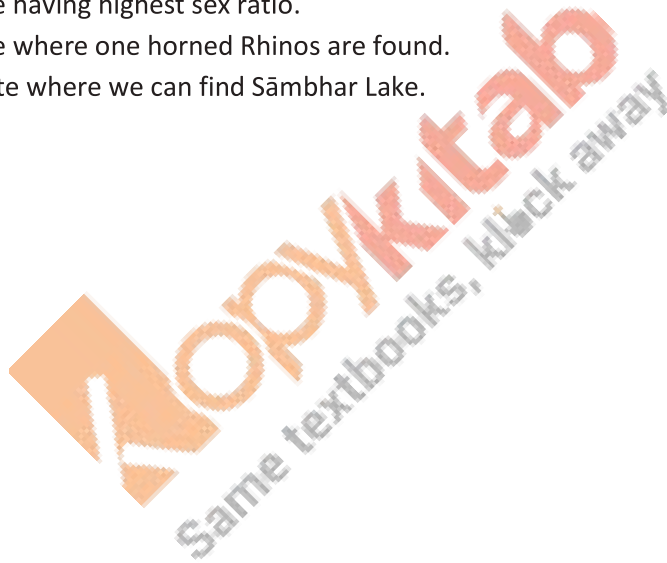 e having highest sex ratio.
e where one horned Rhinos are found.
te where we can find Sāmbhar Lake.
kopykitab
Same textbooks, klick away